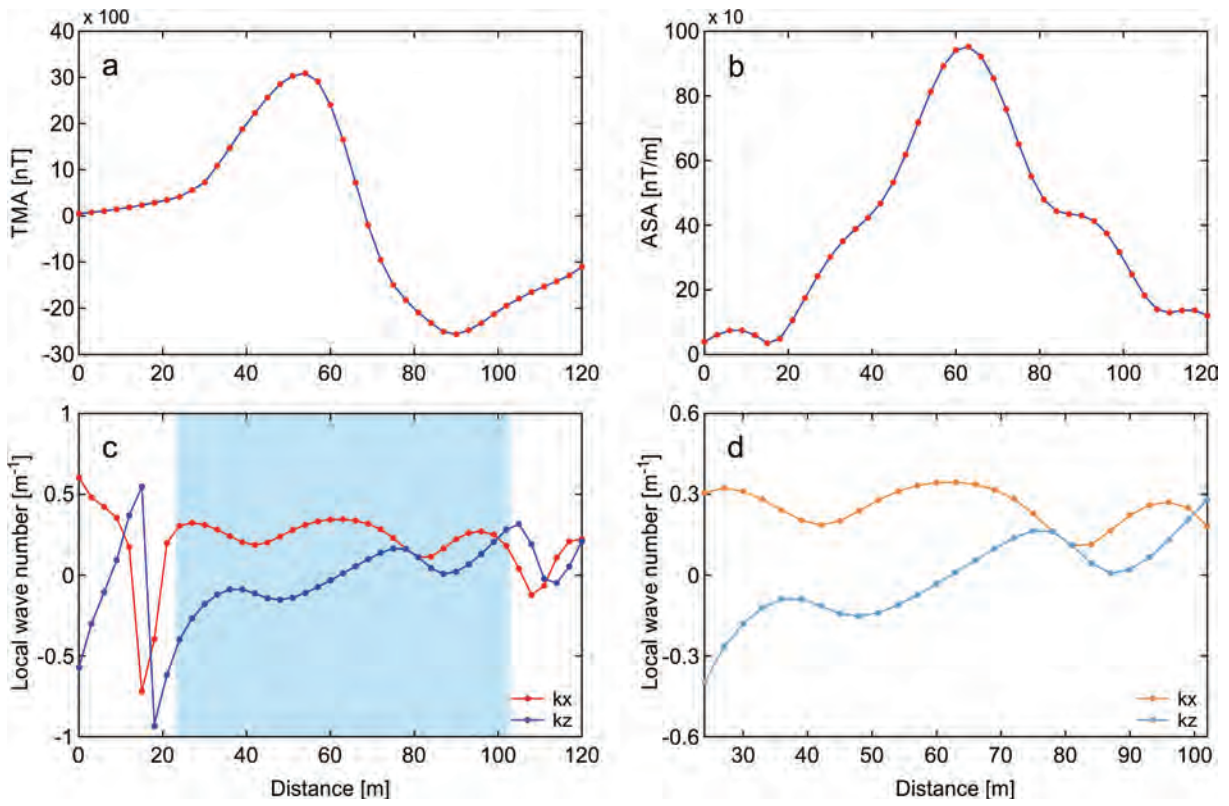 x 100
40
30
20
10
0
-10
-20
-30
TMA [nT]
a
0 20 40 60 80 100 120
x 10
100
80
60
40
20
0
ASA [nT/m]
b
0 20 40 60 80 100 120
1
0.5
0
-0.5
-1
Local wave number [m⁻¹]
c
kx
kz
0 20 40 60 80 100 120
Distance [m]
0.6
0.3
0
-0.3
-0.6
Local wave number [m⁻¹]
d
kx
kz
30 40 50 60 70 80 90 100
Distance [m]